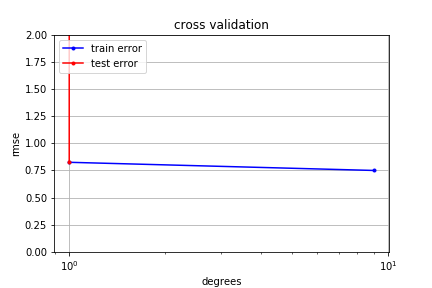 cross validation
2.00
1.75
1.50
1.25
1.00
0.75
0.50
0.25
0.00
rmse
train error
test error
10⁰
10¹
degrees